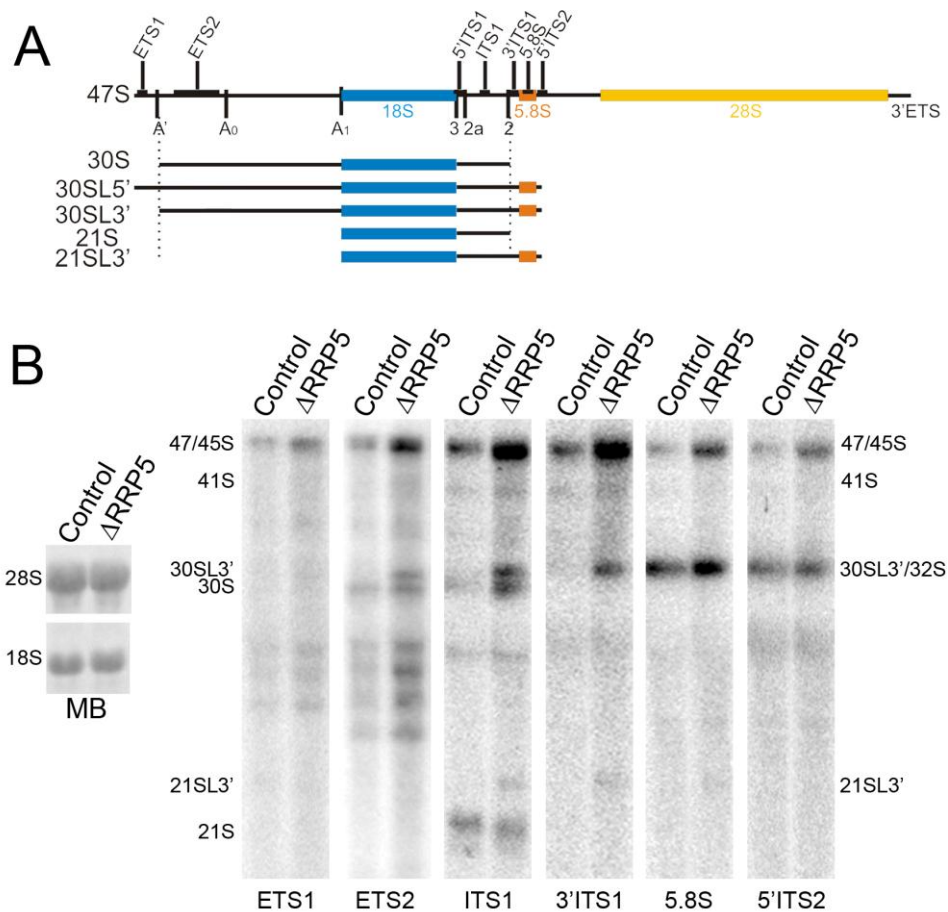 A
ETS1 ETS2 5'ITS1 ITS1 3'ITS1 5.8S 5'ITS2
47S
18S 5.8S 28S 3'ETS
A' A0 A1 3 2a 2
30S
30SL5'
30SL3'
21S
21SL3'
B
Control ΔRRP5
28S
18S
MB
Control ΔRRP5 Control ΔRRP5 Control ΔRRP5 Control ΔRRP5 Control ΔRRP5 Control ΔRRP5
47/45S 47/45S
41S 41S
30SL3' 30SL3'/32S
30S
21SL3' 21SL3'
21S
ETS1 ETS2 ITS1 3'ITS1 5.8S 5'ITS2